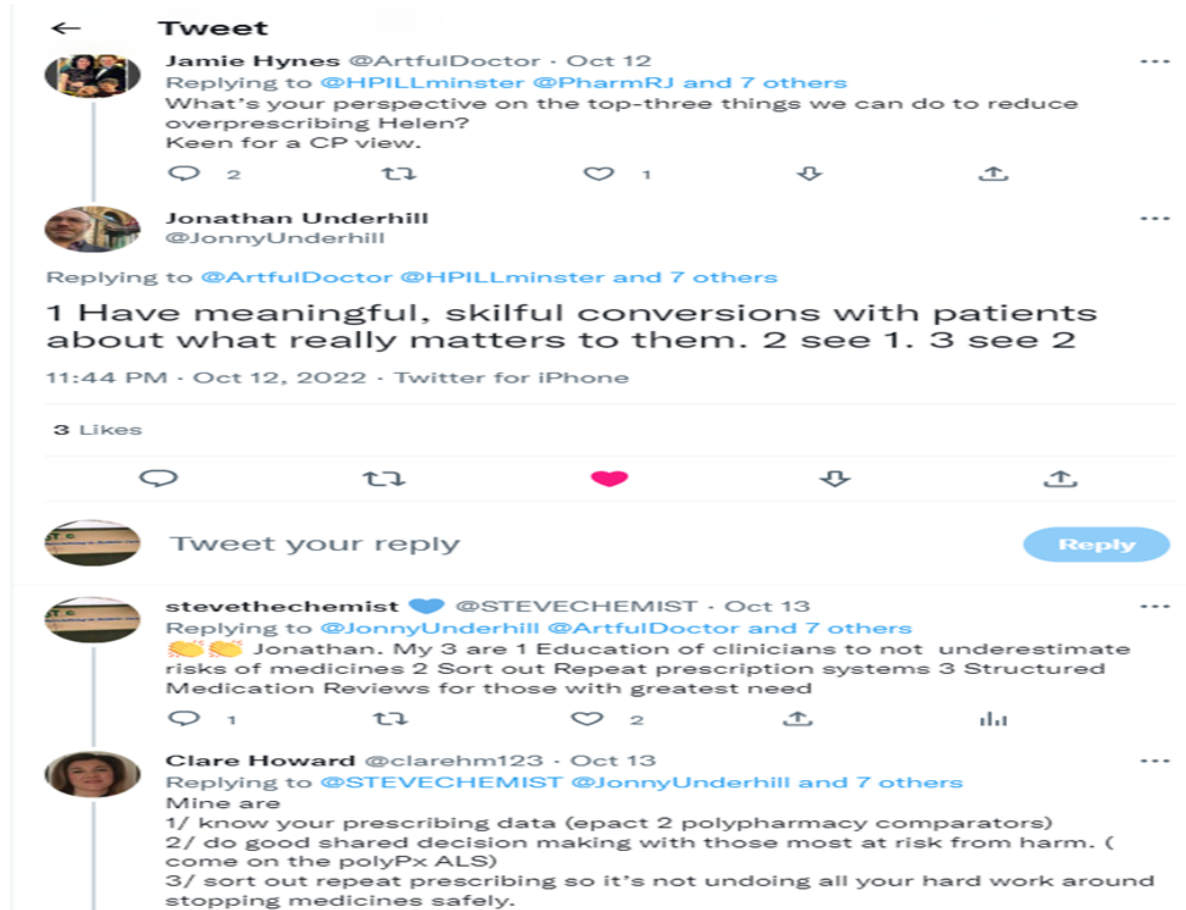 Tweet
Jamie Hynes @ArtfulDoctor · Oct 12
Replying to @HPILLminster @PharmRJ and 7 others
What's your perspective on the top-three things we can do to reduce
overprescribing Helen?
Keen for a CP view.
2 1
Jonathan Underhill
@JonnyUnderhill
Replying to @ArtfulDoctor @HPILLminster and 7 others
1 Have meaningful, skilful conversions with patients
about what really matters to them. 2 see 1. 3 see 2
11:44 PM · Oct 12, 2022 · Twitter for iPhone
3 Likes
Tweet your reply
Reply
stevethechemist 💙 @STEVECHEMIST · Oct 13
Replying to @JonnyUnderhill @ArtfulDoctor and 7 others
👏👏 Jonathan. My 3 are 1 Education of clinicians to not underestimate
risks of medicines 2 Sort out Repeat prescription systems 3 Structured
Medication Reviews for those with greatest need
1 2
Clare Howard @clarehm123 · Oct 13
Replying to @STEVECHEMIST @JonnyUnderhill and 7 others
Mine are
1/ know your prescribing data (epact 2 polypharmacy comparators)
2/ do good shared decision making with those most at risk from harm. (
come on the polyPx ALS)
3/ sort out repeat prescribing so it's not undoing all your hard work around
stopping medicines safely.